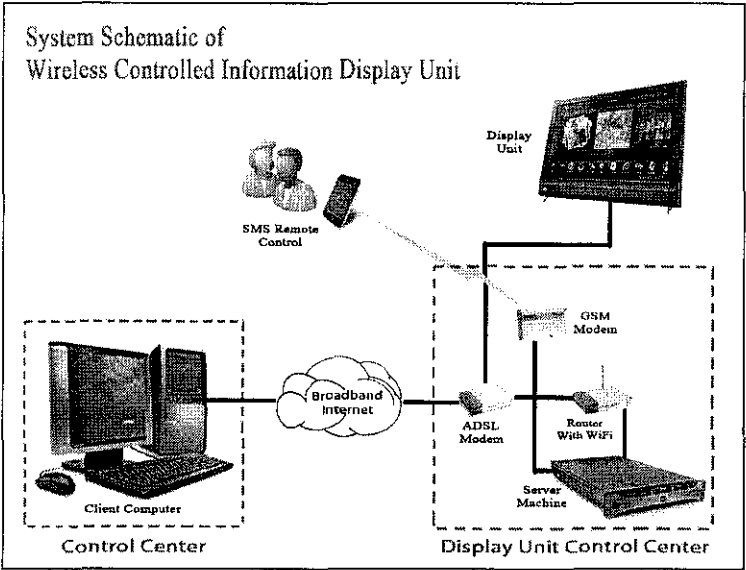 System Schematic of
Wireless Controlled Information Display Unit
Display
Unit
SMS Remote
Control
GSM
Modem
Broadband
Internet
ADSL
Modem
Router
With WiFi
Server
Machine
Client Computer
Control Center
Display Unit Control Center